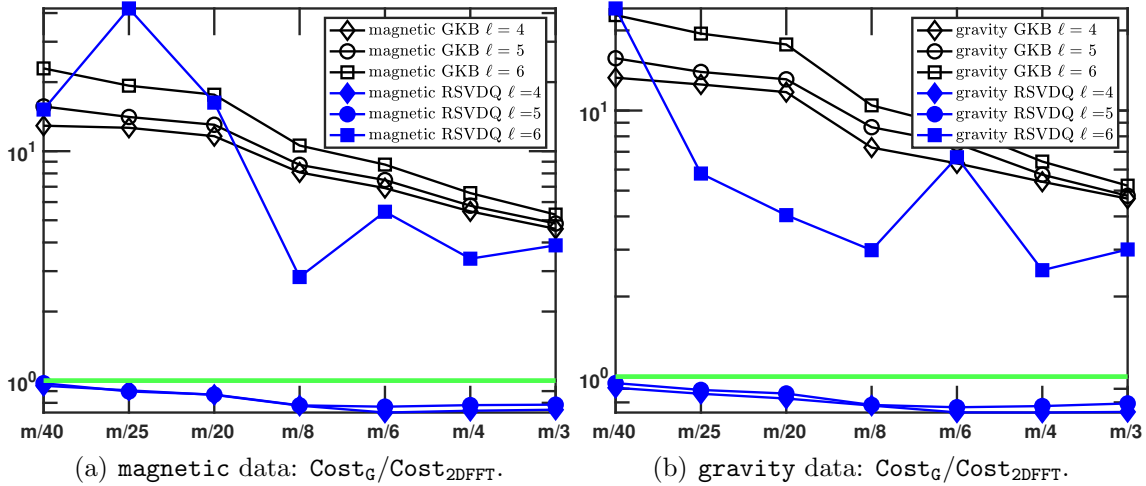 magnetic GKB ℓ = 4
magnetic GKB ℓ = 5
magnetic GKB ℓ = 6
magnetic RSVDQ ℓ =4
magnetic RSVDQ ℓ =5
magnetic RSVDQ ℓ =6
10¹
10⁰
m/40 m/25 m/20 m/8 m/6 m/4 m/3
(a) magnetic data: Cost_G/Cost_2DFFT.
gravity GKB ℓ = 4
gravity GKB ℓ = 5
gravity GKB ℓ = 6
gravity RSVDQ ℓ =4
gravity RSVDQ ℓ =5
gravity RSVDQ ℓ =6
10¹
10⁰
m/40 m/25 m/20 m/8 m/6 m/4 m/3
(b) gravity data: Cost_G/Cost_2DFFT.